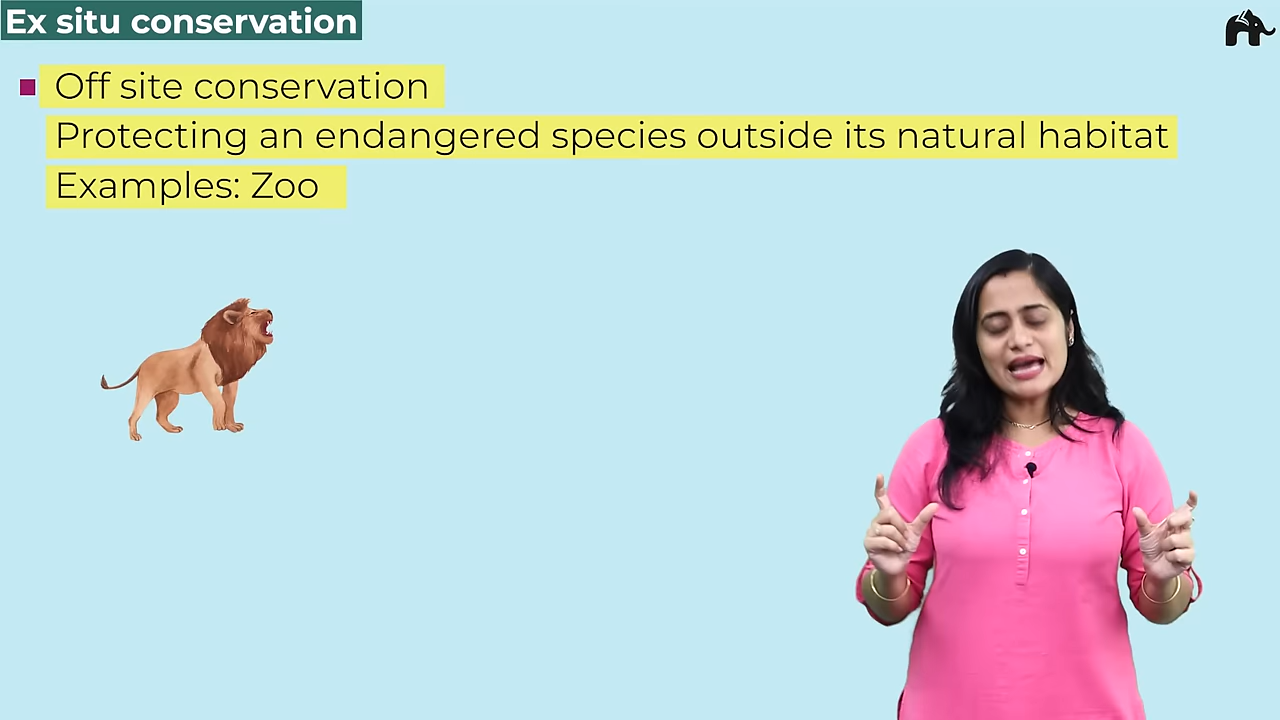 Ex situ conservation
Off site conservation
Protecting an endangered species outside its natural habitat
Examples: Zoo